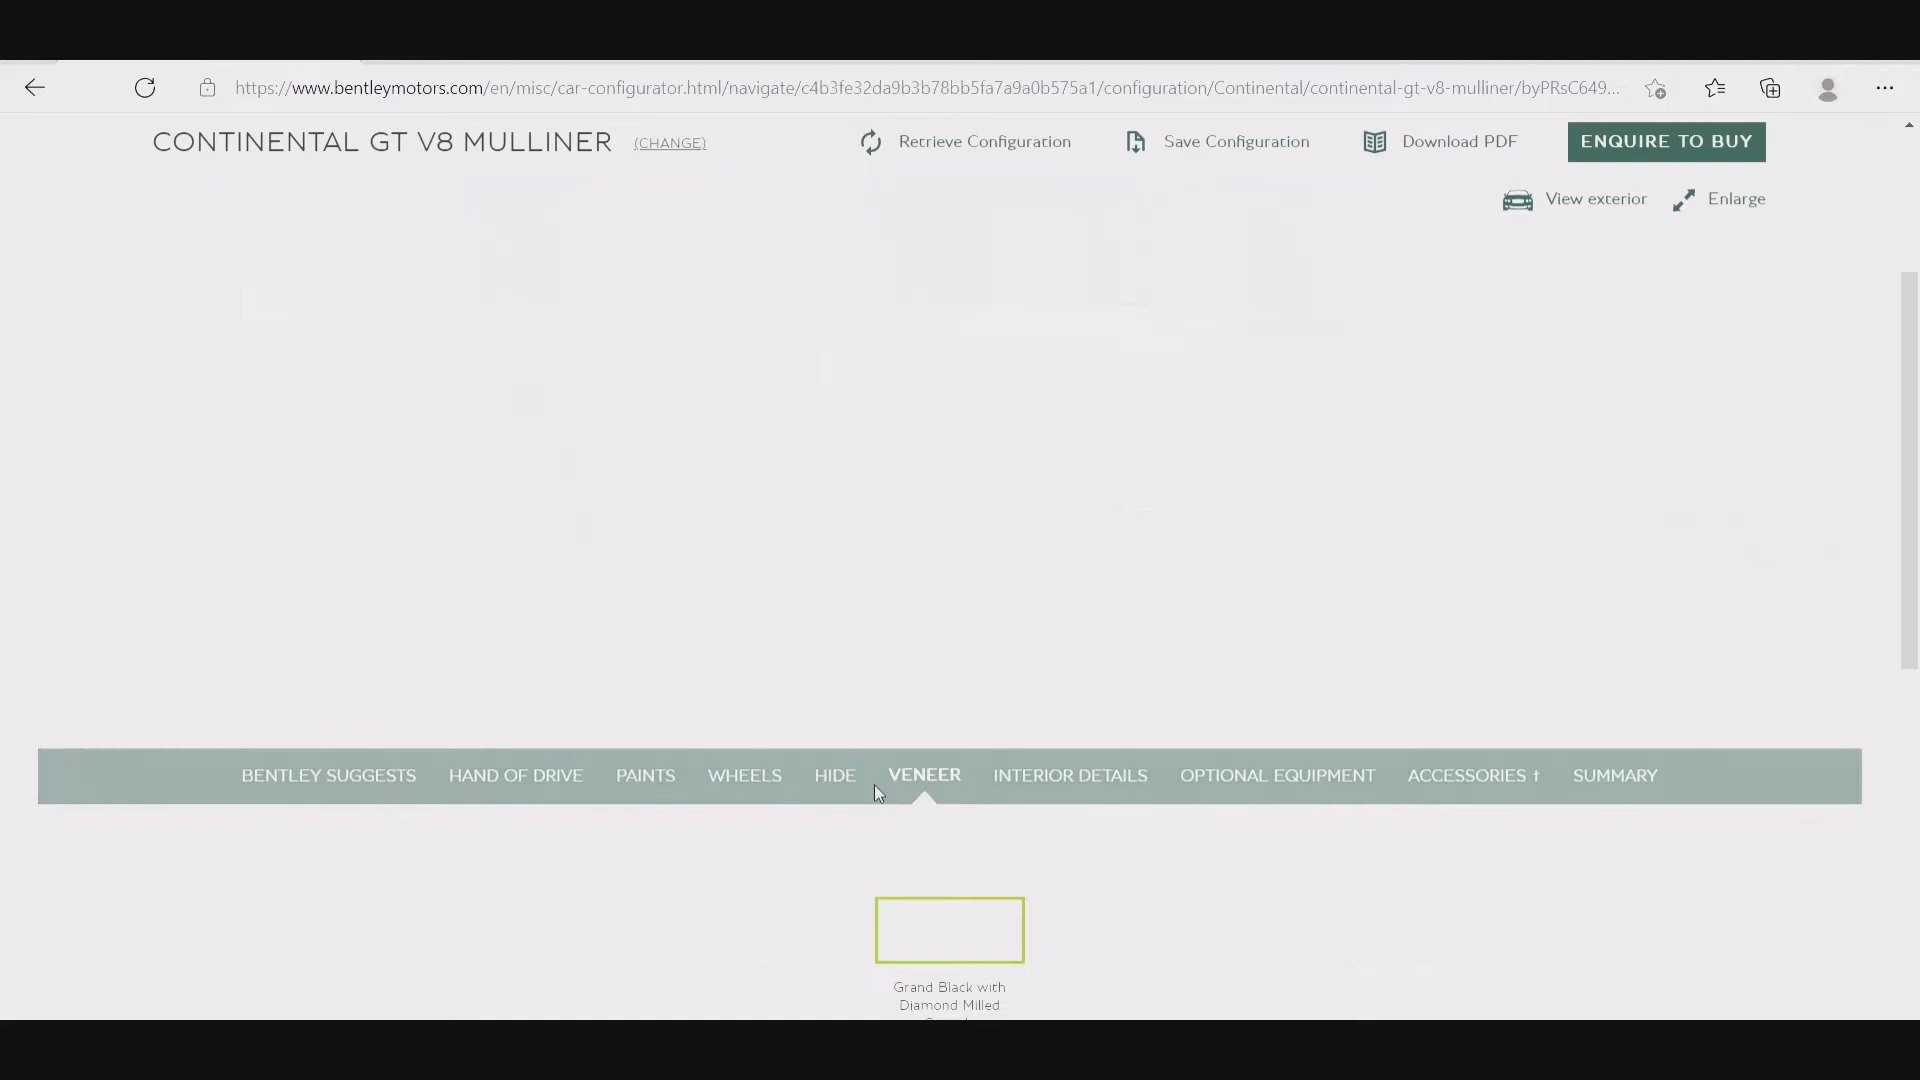 https://www.bentleymotors.com/en/misc/car-configurator.html/navigate/c4b3fe32da9b3b78bb5fa7a9a0b575a1/configuration/Continental/continental-gt-v8-mulliner/byPRsC649...
CONTINENTAL GT V8 MULLINER (CHANGE) Retrieve Configuration Save Configuration Download PDF ENQUIRE TO BUY
View exterior Enlarge
BENTLEY SUGGESTS HAND OF DRIVE PAINTS WHEELS HIDE VENEER INTERIOR DETAILS OPTIONAL EQUIPMENT ACCESSORIES † SUMMARY
Grand Black with
Diamond Milled